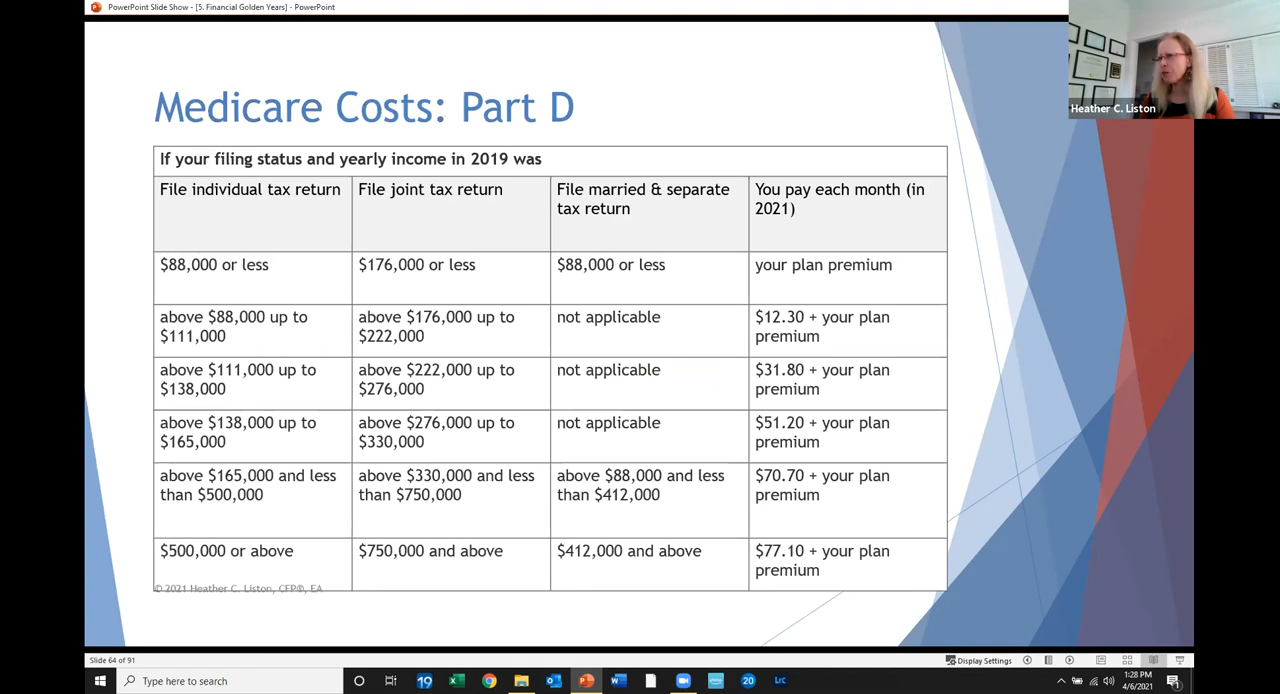 PowerPoint Slide Show - [5. Financial Golden Years] - PowerPoint
Heather C. Liston
Medicare Costs: Part D
If your filing status and yearly income in 2019 was
File individual tax return
File joint tax return
File married & separate
tax return
You pay each month (in
2021)
$88,000 or less
$176,000 or less
$88,000 or less
your plan premium
above $88,000 up to
$111,000
above $176,000 up to
$222,000
not applicable
$12.30 + your plan
premium
above $111,000 up to
$138,000
above $222,000 up to
$276,000
not applicable
$31.80 + your plan
premium
above $138,000 up to
$165,000
above $276,000 up to
$330,000
not applicable
$51.20 + your plan
premium
above $165,000 and less
than $500,000
above $330,000 and less
than $750,000
above $88,000 and less
than $412,000
$70.70 + your plan
premium
$500,000 or above
$750,000 and above
$412,000 and above
$77.10 + your plan
premium
© 2021 Heather C. Liston, CFP®, EA
Slide 64 of 91
Display Settings
Type here to search
19
20
Lrc
1:28 PM
4/6/2021
1